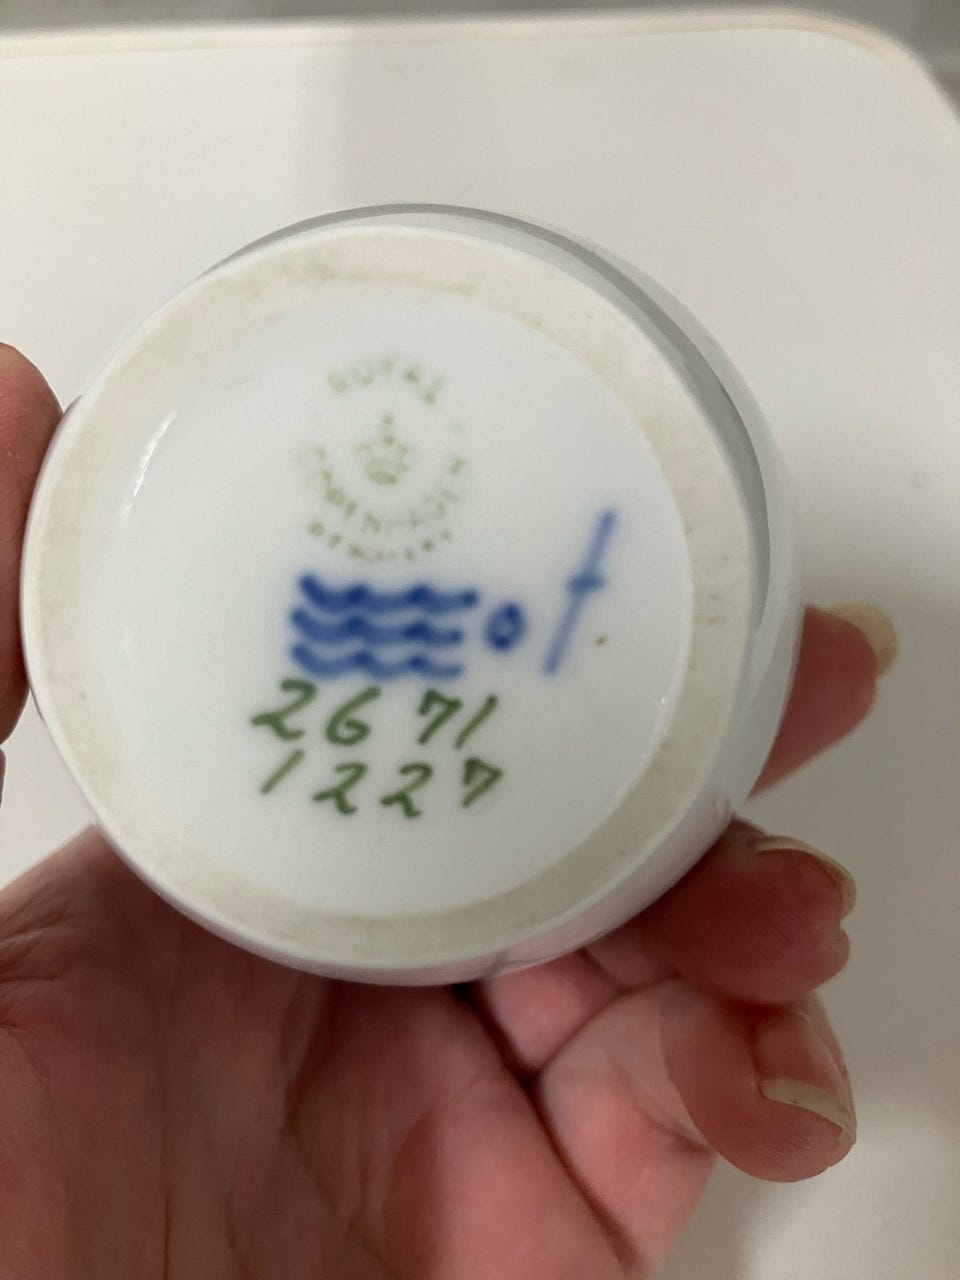 ROYAL
COPENHAGEN
DENMARK
2671
1227